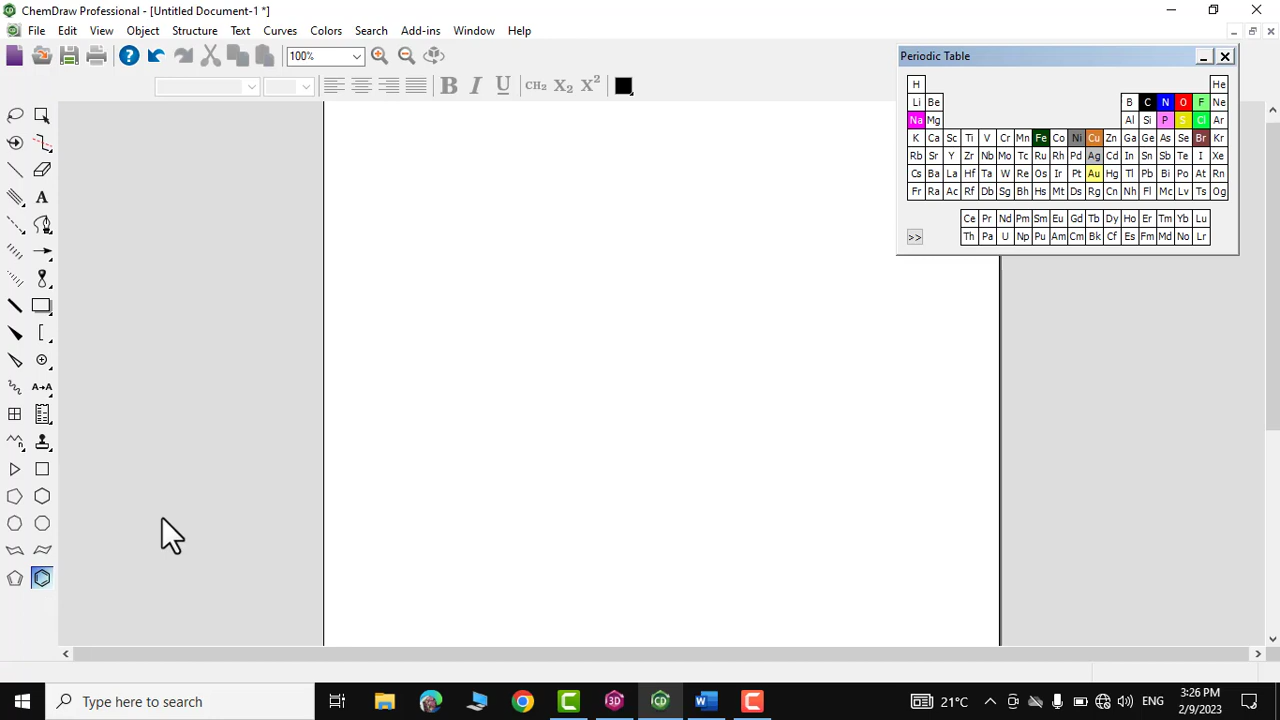 ChemDraw Professional - [Untitled Document-1 *]
File Edit View Object Structure Text Curves Colors Search Add-ins Window Help
100%
B I U CH2 X2 X2
Periodic Table
H He
Li Be B C N O F Ne
Na Mg Al Si P S Cl Ar
K Ca Sc Ti V Cr Mn Fe Co Ni Cu Zn Ga Ge As Se Br Kr
Rb Sr Y Zr Nb Mo Tc Ru Rh Pd Ag Cd In Sn Sb Te I Xe
Cs Ba La Hf Ta W Re Os Ir Pt Au Hg Tl Pb Bi Po At Rn
Fr Ra Ac Rf Db Sg Bh Hs Mt Ds Rg Cn Nh Fl Mc Lv Ts Og
Ce Pr Nd Pm Sm Eu Gd Tb Dy Ho Er Tm Yb Lu
>> Th Pa U Np Pu Am Cm Bk Cf Es Fm Md No Lr
A
A→A
Type here to search
3D
CD
W
C
C
21°C
ENG
3:26 PM
2/9/2023